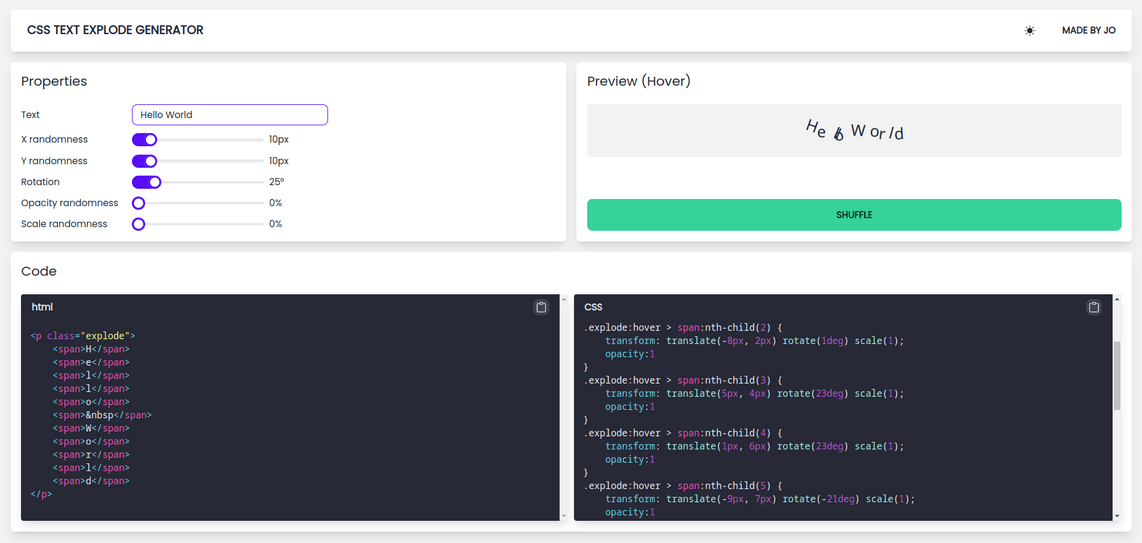 CSS TEXT EXPLODE GENERATOR
MADE BY JO
Properties
Text
Hello World
X randomness
10px
Y randomness
10px
Rotation
25º
Opacity randomness
0%
Scale randomness
0%
Preview (Hover)
Hello World
SHUFFLE
Code
html
<p class="explode">
    <span>H</span>
    <span>e</span>
    <span>l</span>
    <span>l</span>
    <span>o</span>
    <span>&nbsp</span>
    <span>W</span>
    <span>o</span>
    <span>r</span>
    <span>l</span>
    <span>d</span>
</p>
CSS
.explode:hover > span:nth-child(2) {
    transform: translate(-8px, 2px) rotate(1deg) scale(1);
    opacity:1
}
.explode:hover > span:nth-child(3) {
    transform: translate(5px, 4px) rotate(23deg) scale(1);
    opacity:1
}
.explode:hover > span:nth-child(4) {
    transform: translate(1px, 6px) rotate(23deg) scale(1);
    opacity:1
}
.explode:hover > span:nth-child(5) {
    transform: translate(-9px, 7px) rotate(-21deg) scale(1);
    opacity:1